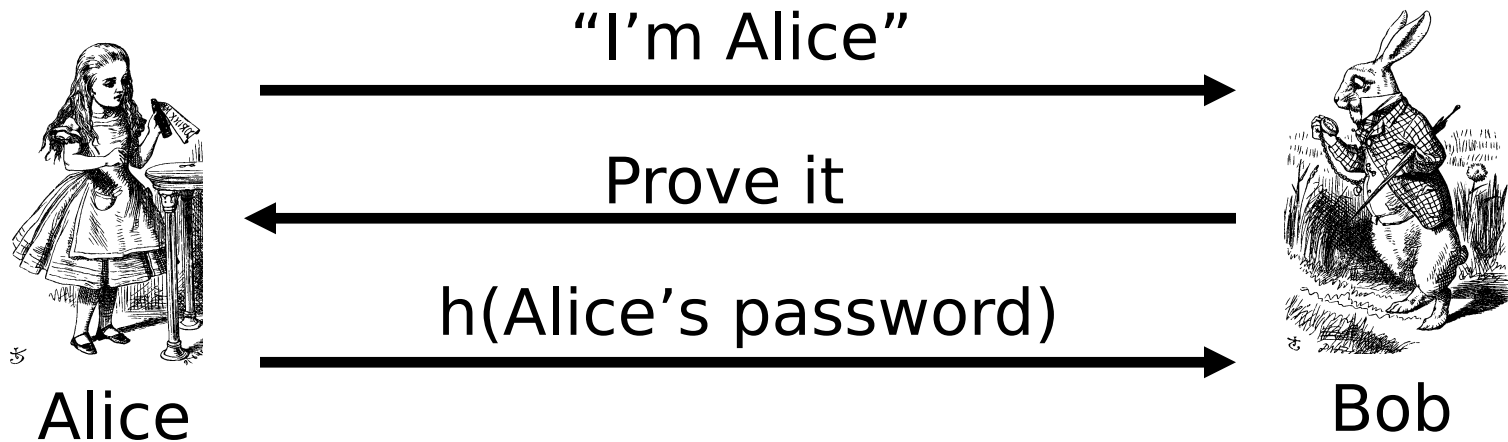 “I’m Alice”
Prove it
h(Alice’s password)
Alice
Bob